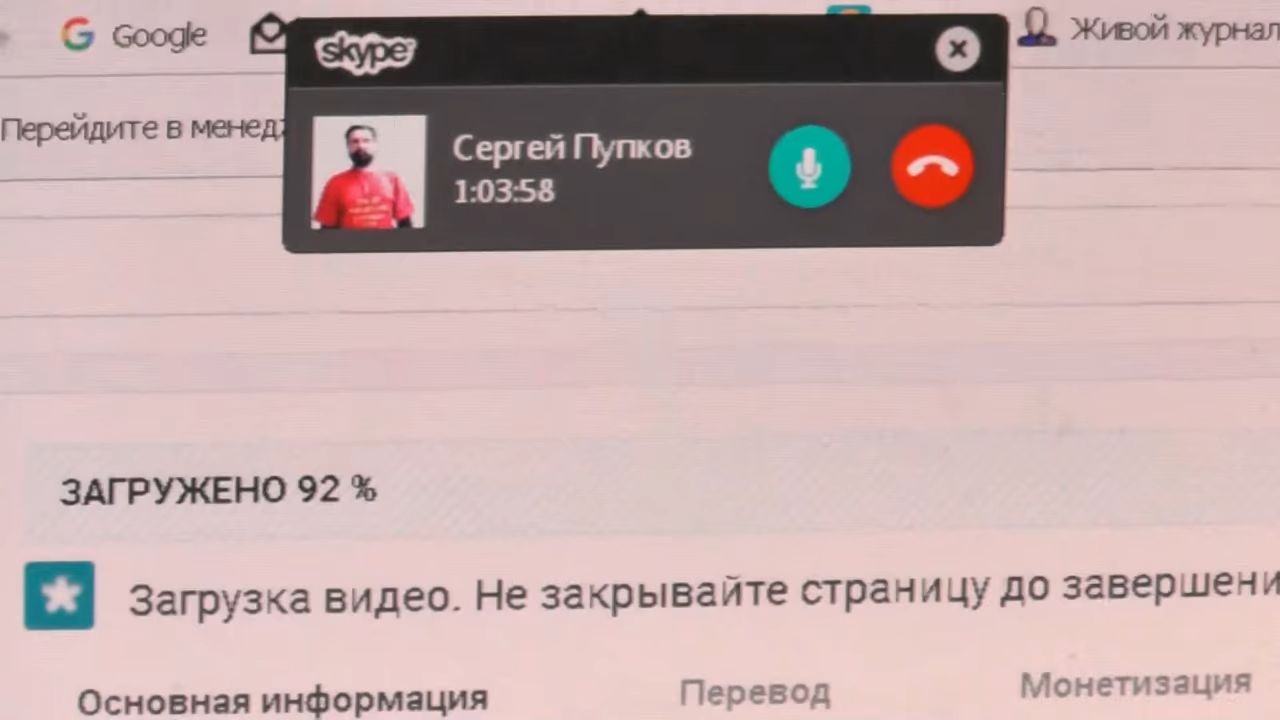 Google
Живой журнал
skype
Перейдите в менедж
Сергей Пупков
1:03:58
ЗАГРУЖЕНО 92 %
Загрузка видео. Не закрывайте страницу до завершени
Основная информация
Перевод
Монетизация